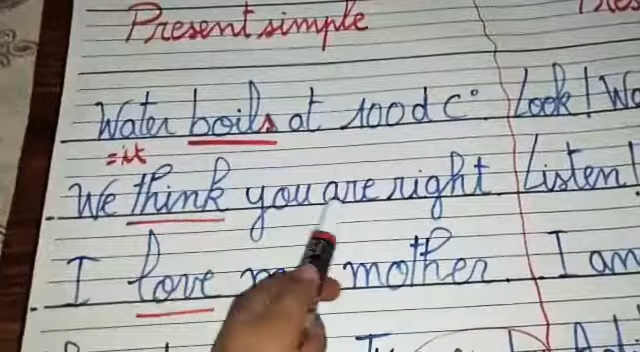 Present simple
Water boils at 100d c° Look!
=it
We think you are right Listen!
I love mother I am